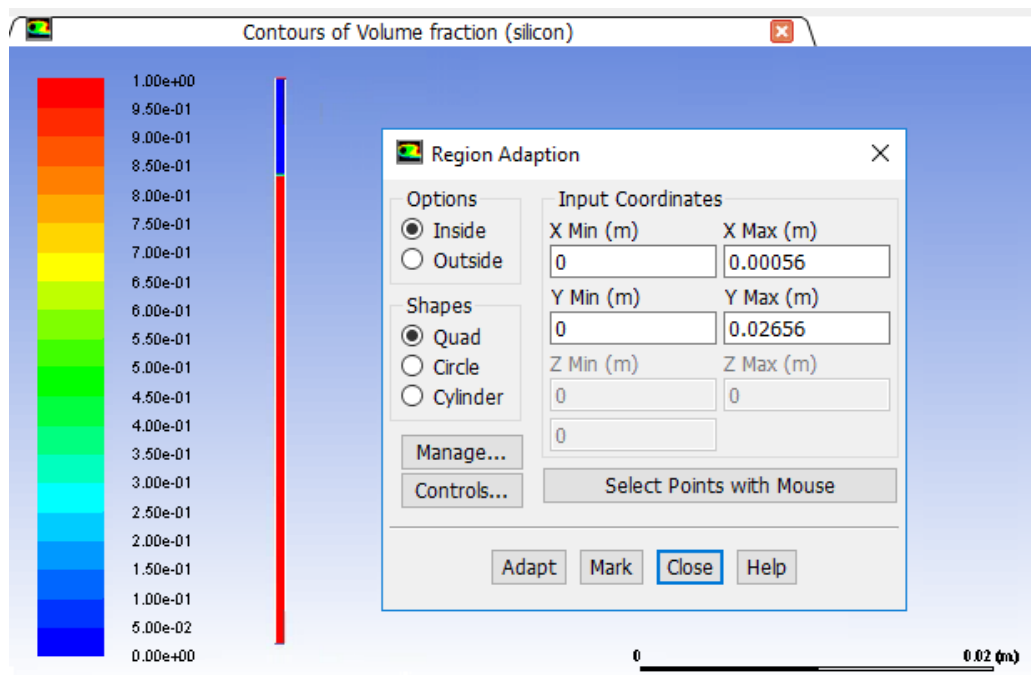 Contours of Volume fraction (silicon)
1.00e+00
9.50e-01
9.00e-01
8.50e-01
8.00e-01
7.50e-01
7.00e-01
6.50e-01
6.00e-01
5.50e-01
5.00e-01
4.50e-01
4.00e-01
3.50e-01
3.00e-01
2.50e-01
2.00e-01
1.50e-01
1.00e-01
5.00e-02
0.00e+00
Region Adaption
Options
Inside
Outside
Shapes
Quad
Circle
Cylinder
Manage...
Controls...
Input Coordinates
X Min (m) X Max (m)
0 0.00056
Y Min (m) Y Max (m)
0 0.02656
Z Min (m) Z Max (m)
0 0
0
Select Points with Mouse
Adapt Mark Close Help
0 0.02 (m)